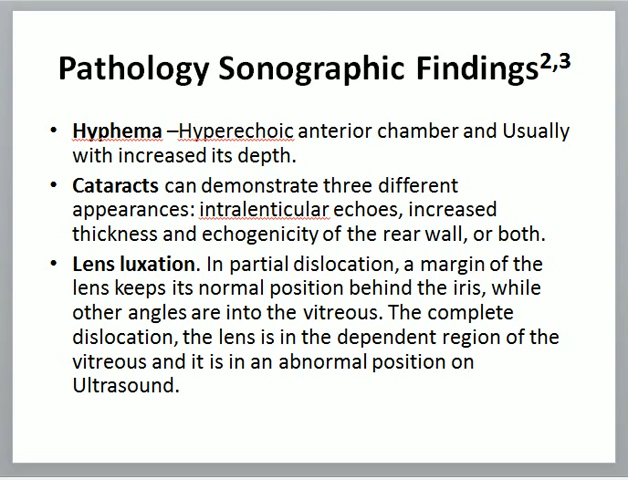 Pathology Sonographic Findings2,3
• Hyphema –Hyperechoic anterior chamber and Usually
with increased its depth.
• Cataracts can demonstrate three different
appearances: intralenticular echoes, increased
thickness and echogenicity of the rear wall, or both.
• Lens luxation. In partial dislocation, a margin of the
lens keeps its normal position behind the iris, while
other angles are into the vitreous. The complete
dislocation, the lens is in the dependent region of the
vitreous and it is in an abnormal position on
Ultrasound.